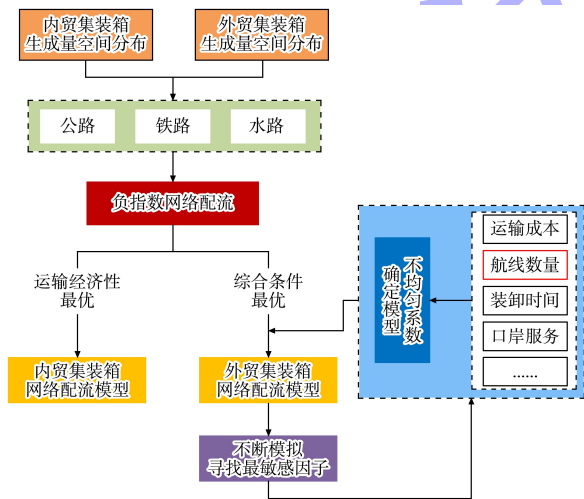 内贸集装箱
生成量空间分布
外贸集装箱
生成量空间分布
公路
铁路
水路
负指数网络配流
运输经济性
最优
综合条件
最优
内贸集装箱
网络配流模型
外贸集装箱
网络配流模型
不断模拟
寻找最敏感因子
不均匀系数
确定模型
运输成本
航线数量
装卸时间
口岸服务
......